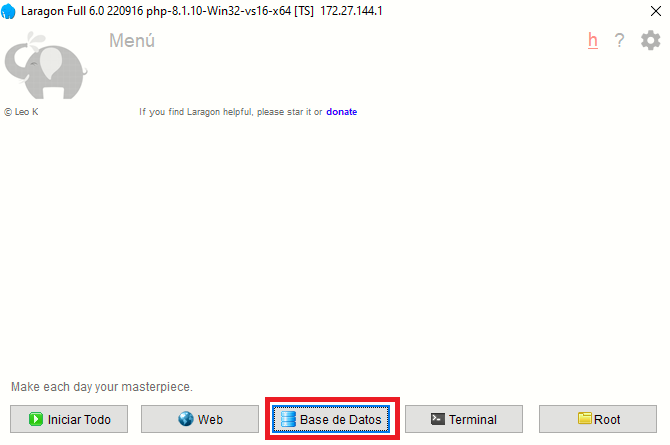 Laragon Full 6.0 220916 php-8.1.10-Win32-vs16-x64 [TS] 172.27.144.1
Menú
h ?
© Leo K
If you find Laragon helpful, please star it or donate
Make each day your masterpiece.
Iniciar Todo Web Base de Datos Terminal Root